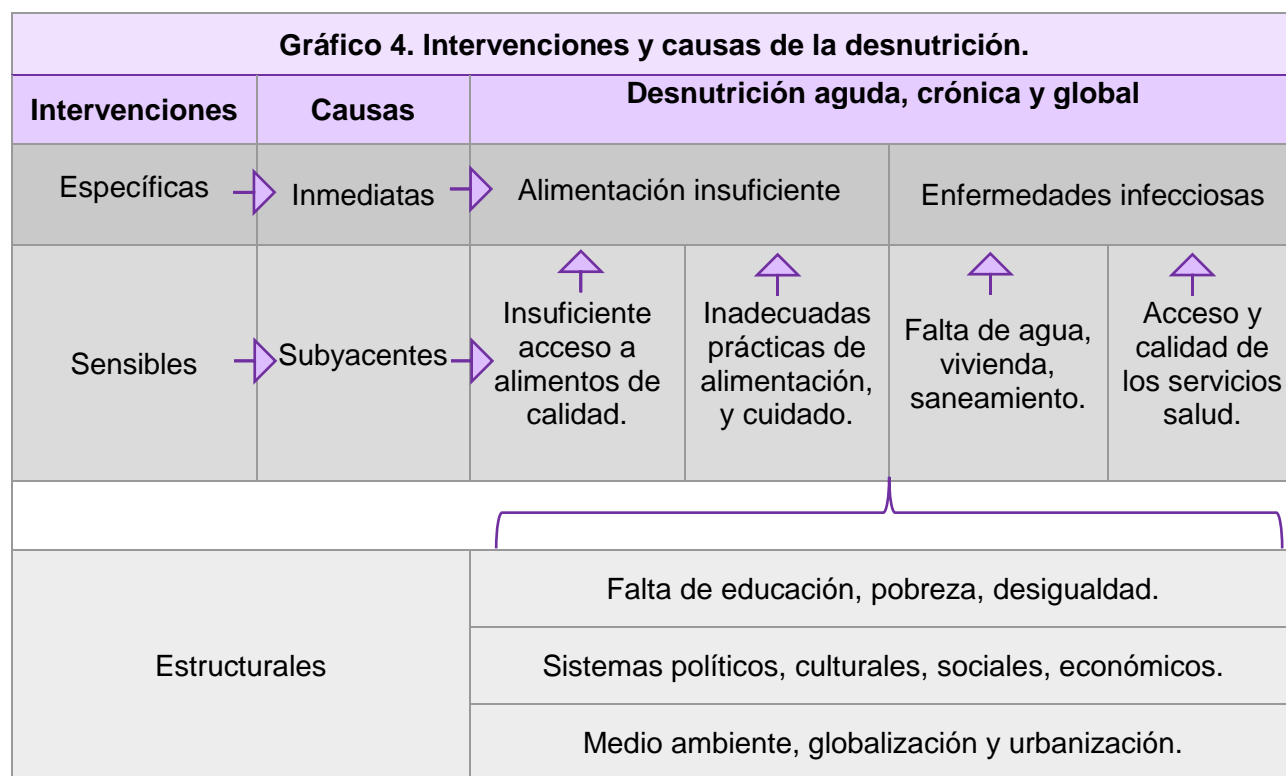 Gráfico 4. Intervenciones y causas de la desnutrición.
Intervenciones
Causas
Desnutrición aguda, crónica y global
Específicas
Inmediatas
Alimentación insuficiente
Enfermedades infecciosas
Sensibles
Subyacentes
Insuficiente
acceso a
alimentos de
calidad.
Inadecuadas
prácticas de
alimentación,
y cuidado.
Falta de agua,
vivienda,
saneamiento.
Acceso y
calidad de
los servicios
salud.
Estructurales
Falta de educación, pobreza, desigualdad.
Sistemas políticos, culturales, sociales, económicos.
Medio ambiente, globalización y urbanización.